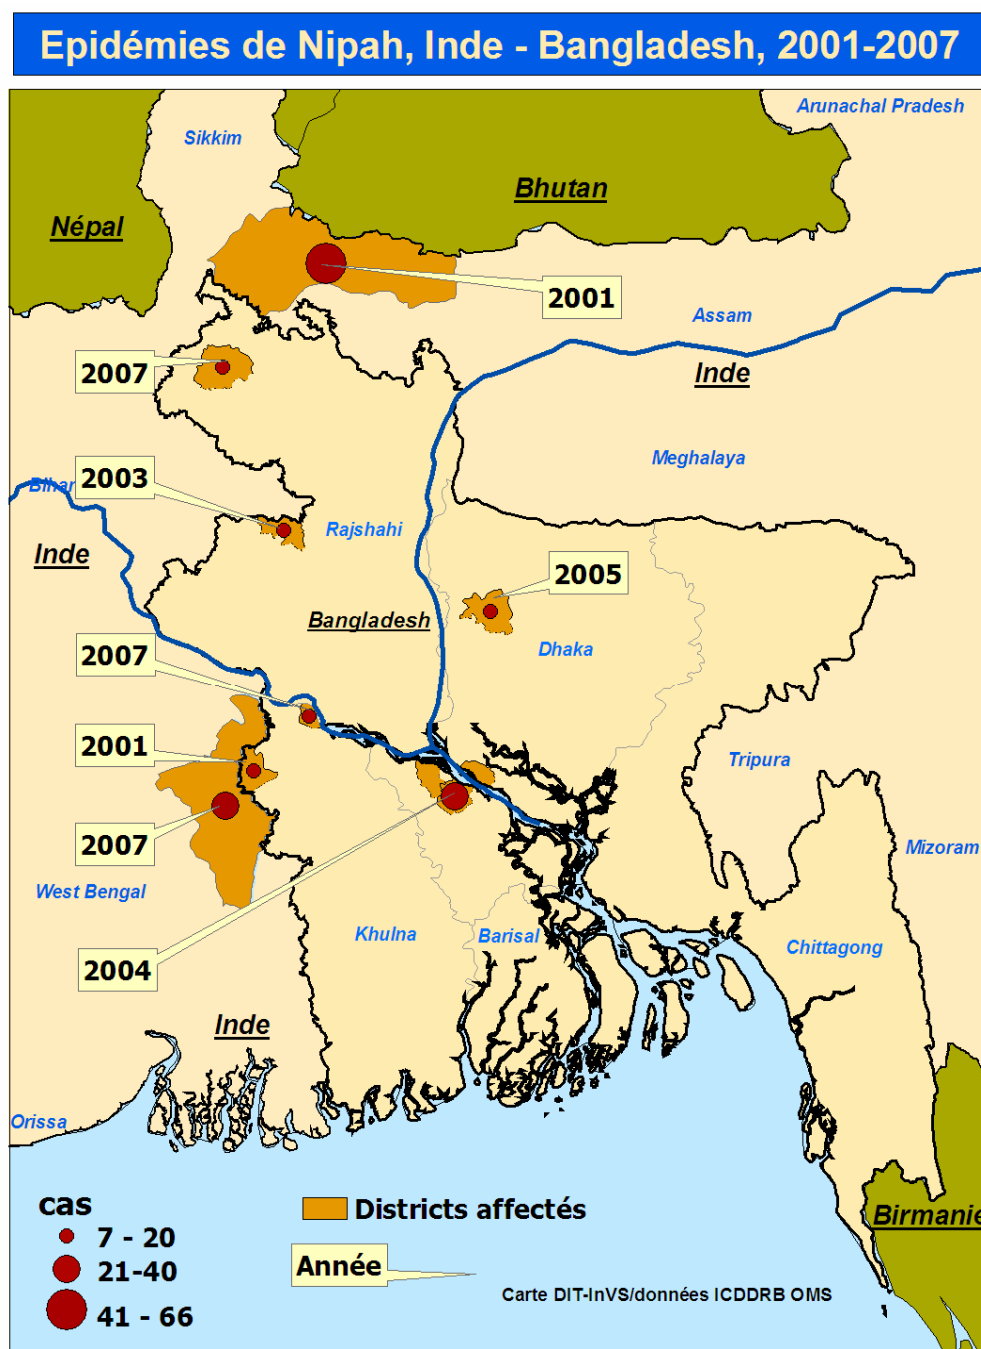 Epidémies de Nipah, Inde - Bangladesh, 2001-2007
Arunachal Pradesh
Sikkim
Bhutan
Népal
2001
Assam
2007
Inde
Meghalaya
2003
Bihar
Rajshahi
Inde
2005
Bangladesh
Dhaka
2007
2001
Tripura
2007
Mizoram
West Bengal
Khulna
Barisal
Chittagong
2004
Inde
Orissa
cas
7 - 20
21-40
41 - 66
Districts affectés
Année
Birmanie
Carte DIT-InVS/données ICDDRB OMS